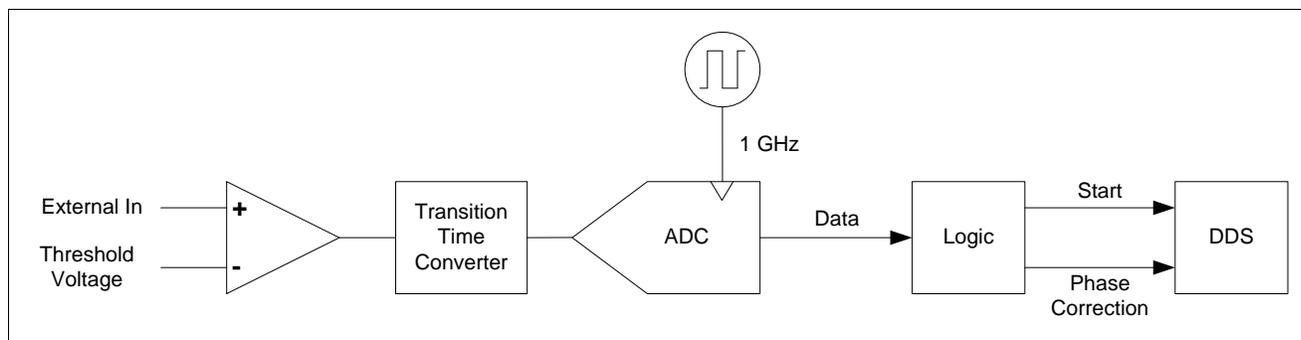 1 GHz
External In
+
Threshold
Voltage
-
Transition
Time
Converter
ADC
Data
Logic
Start
Phase
Correction
DDS